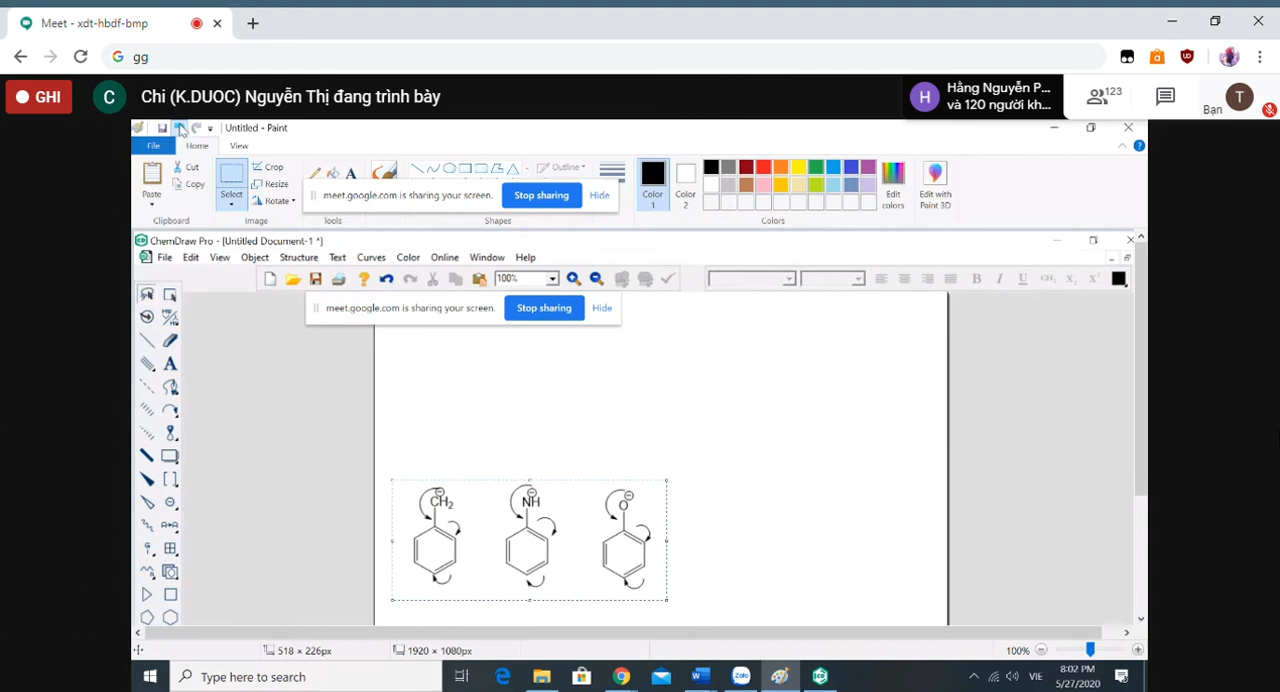 Meet - xdt-hbdf-bmp
gg
GHI
C
Chi (K.DUOC) Nguyễn Thị đang trình bày
H
Hằng Nguyễn P...
và 120 người kh...
123
Bạn
T
Untitled - Paint
File
Home
View
Paste
Cut
Copy
Clipboard
Select
Crop
Resize
Rotate
Image
A
Tools
Outline
Shapes
Color
1
Color
2
Colors
Edit
colors
Edit with
Paint 3D
meet.google.com is sharing your screen.
Stop sharing
Hide
ChemDraw Pro - [Untitled Document-1 *]
File Edit View Object Structure Text Curves Color Online Window Help
100%
B I U CH₂ X₂ X²
meet.google.com is sharing your screen.
Stop sharing
Hide
A
CH₂
NH
O
518 × 226px
1920 × 1080px
100%
Type here to search
VIE
8:02 PM
5/27/2020